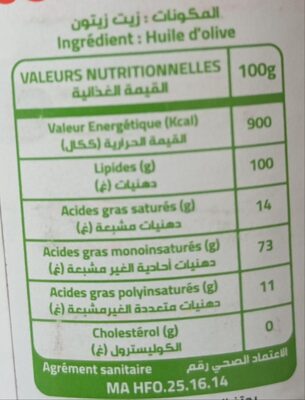 المكونات : زيت زيتون
Ingrédient : Huile d'olive
VALEURS NUTRITIONNELLES 100g
القيمة الغذائية
Valeur Energétique (Kcal) 900
القيمة الحرارية (ككال)
Lipides (g) 100
دهنيات (غ)
Acides gras saturés (g) 14
دهنيات مشبعة (غ)
Acides gras monoinsaturés (g) 73
دهنيات أحادية الغير مشبعة (غ)
Acides gras polyinsaturés (g) 11
دهنيات متعددة الغير مشبعة (غ)
Cholestérol (g) 0
الكوليسترول (غ)
Agrément sanitaire الاعتماد الصحي رقم
MA HFO.25.16.14